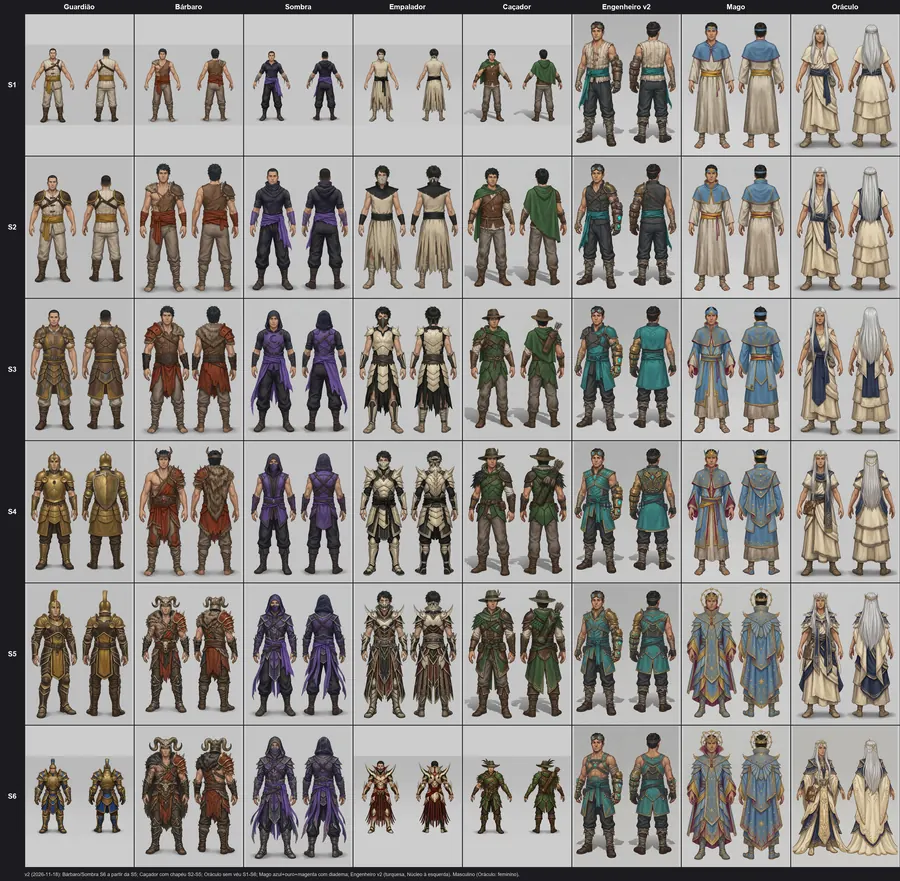 Guardião Bárbaro Sombra Empalador Caçador Engenheiro v2 Mago Oráculo
S1
S2
S3
S4
S5
S6
v2 (2026-11-18): Bárbaro/Sombra S6 a partir da S5; Caçador com chapéu S2-S5; Oráculo sem véu S1-S6; Mago azul+ouro+magenta com diadema; Engenheiro v2 (turquesa, Núcleos à esquerda). Masculino (Oráculo: feminino).